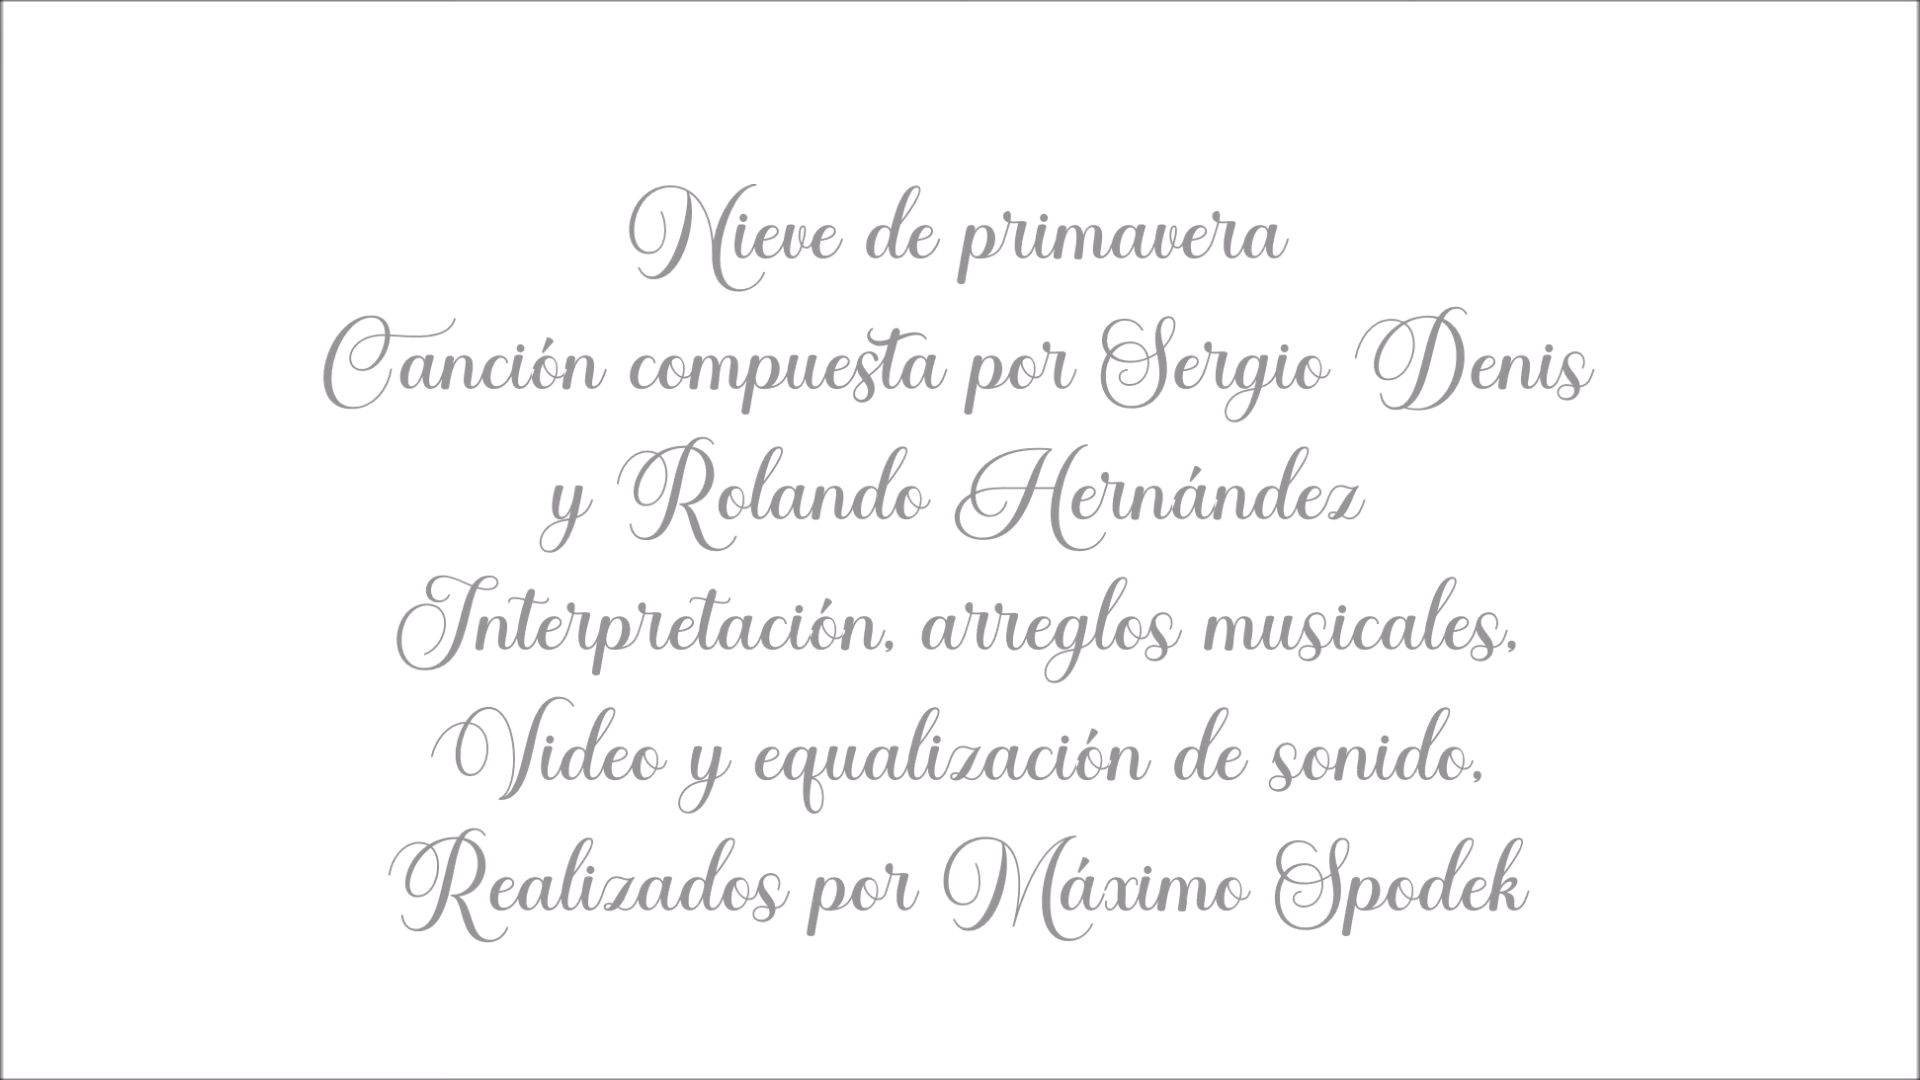 Nieve de primavera
Canción compuesta por Sergio Denis
y Rolando Hernández
Interpretación, arreglos musicales,
Video y equalización de sonido,
Realizados por Máximo Spodek